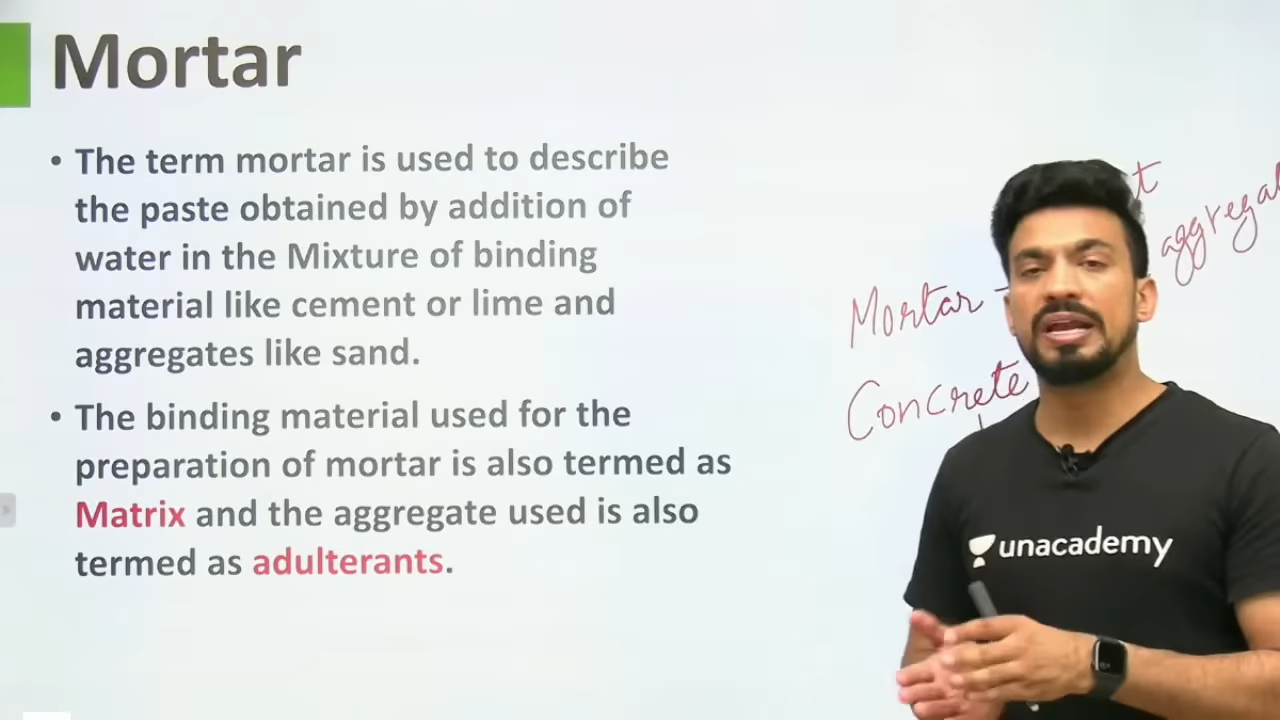 Mortar
• The term mortar is used to describe
the paste obtained by addition of
water in the Mixture of binding
material like cement or lime and
aggregates like sand.
• The binding material used for the
preparation of mortar is also termed as
Matrix and the aggregate used is also
termed as adulterants.
Mortar -
Concrete
unacademy